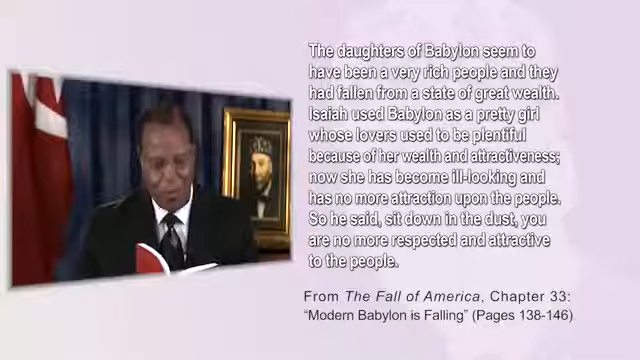 The daughters of Babylon seem to
have been a very rich people and they
had fallen from a state of great wealth.
Isaiah used Babylon as a pretty girl
whose lovers used to be plentiful
because of her wealth and attractiveness;
now she has become ill-looking and
has no more attraction upon the people.
So he said, sit down in the dust, you
are no more respected and attractive
to the people.
From The Fall of America, Chapter 33:
“Modern Babylon is Falling” (Pages 138-146)